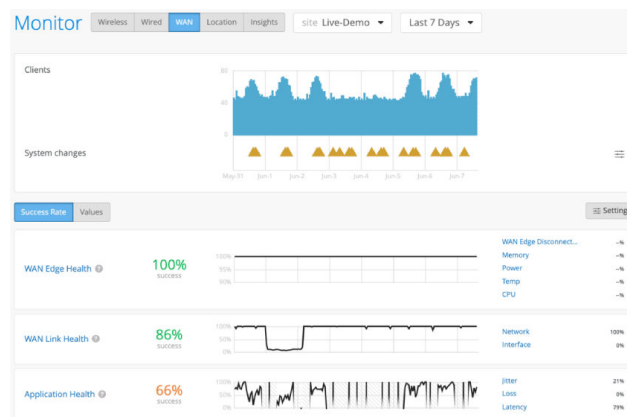 Monitor Wireless Wired WAN Location Insights site Live-Demo Last 7 Days
Clients
80
40
0
System changes
May-31 Jun-1 Jun-2 Jun-3 Jun-4 Jun-5 Jun-6 Jun-7
Success Rate Values Setting
WAN Edge Health 100% success
100%
90%
80%
WAN Edge Disconnect... --%
Memory --%
Power --%
Temp --%
CPU --%
WAN Link Health 86% success
100%
50%
0%
Network 100%
Interface 0%
Application Health 66% success
100%
50%
0%
Jitter 21%
Loss 0%
Latency 79%